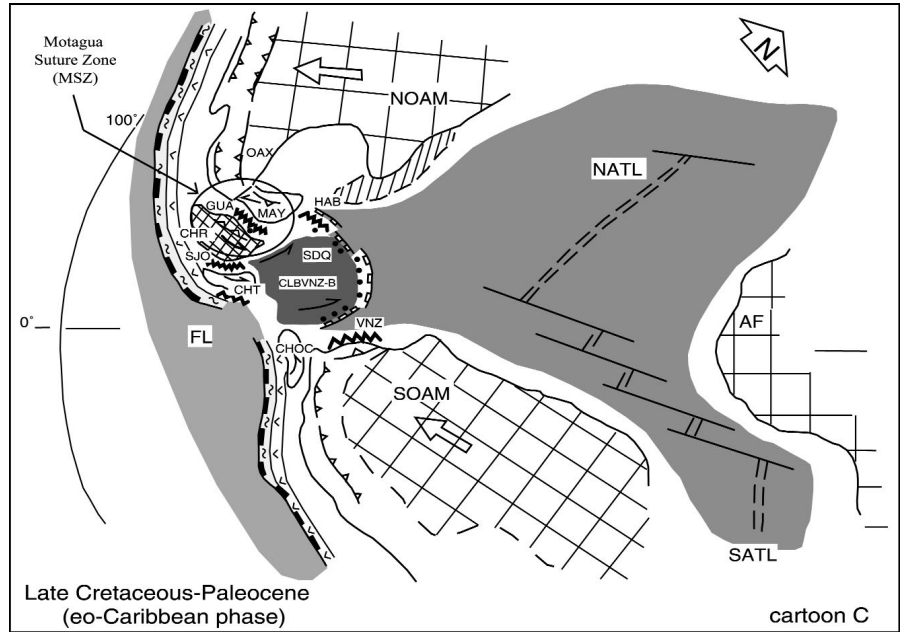 Motagua
Suture Zone
(MSZ)
N
100°
NOAM
OAX
NATL
GUA
MAY
HAB
CHR
SJO
SDQ
CHT
CLBVNZ-B
0°
FL
VNZ
AF
CHOC
SOAM
SATL
Late Cretaceous-Paleocene
(eo-Caribbean phase)
cartoon C